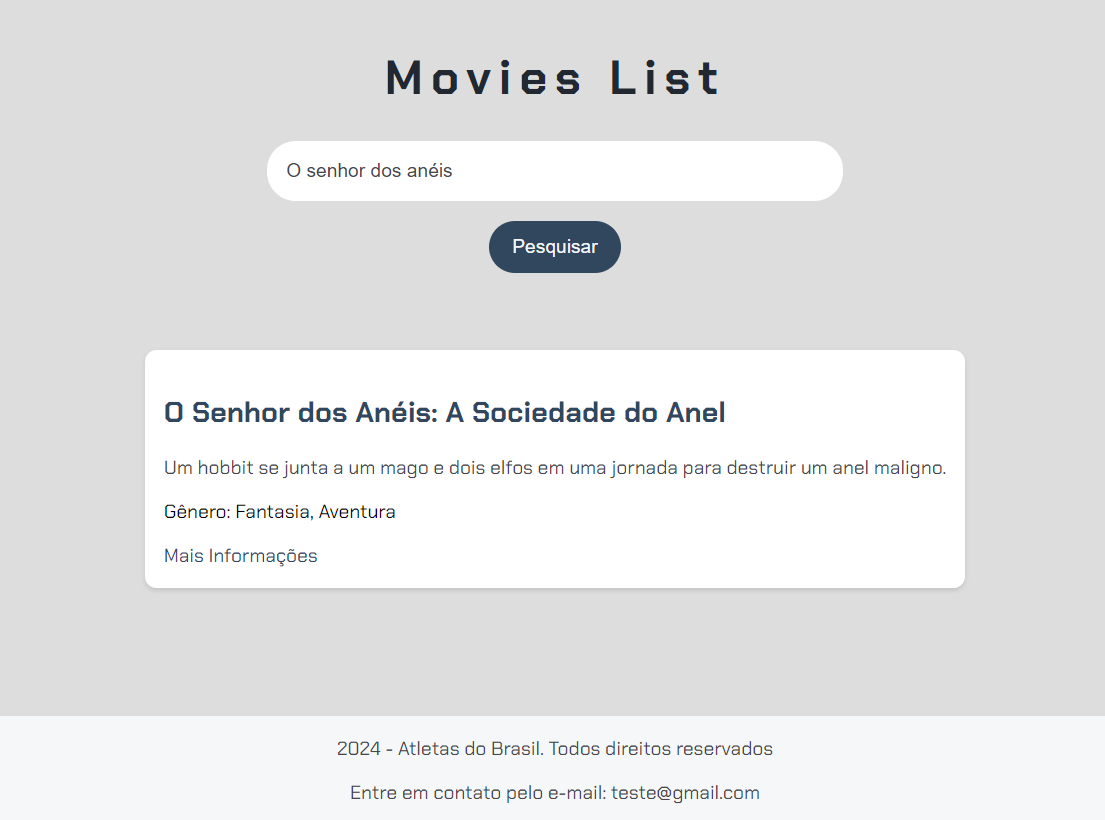 Movies List
O senhor dos anéis
Pesquisar
O Senhor dos Anéis: A Sociedade do Anel
Um hobbit se junta a um mago e dois elfos em uma jornada para destruir um anel maligno.
Gênero: Fantasia, Aventura
Mais Informações
2024 - Atletas do Brasil. Todos direitos reservados
Entre em contato pelo e-mail: teste@gmail.com